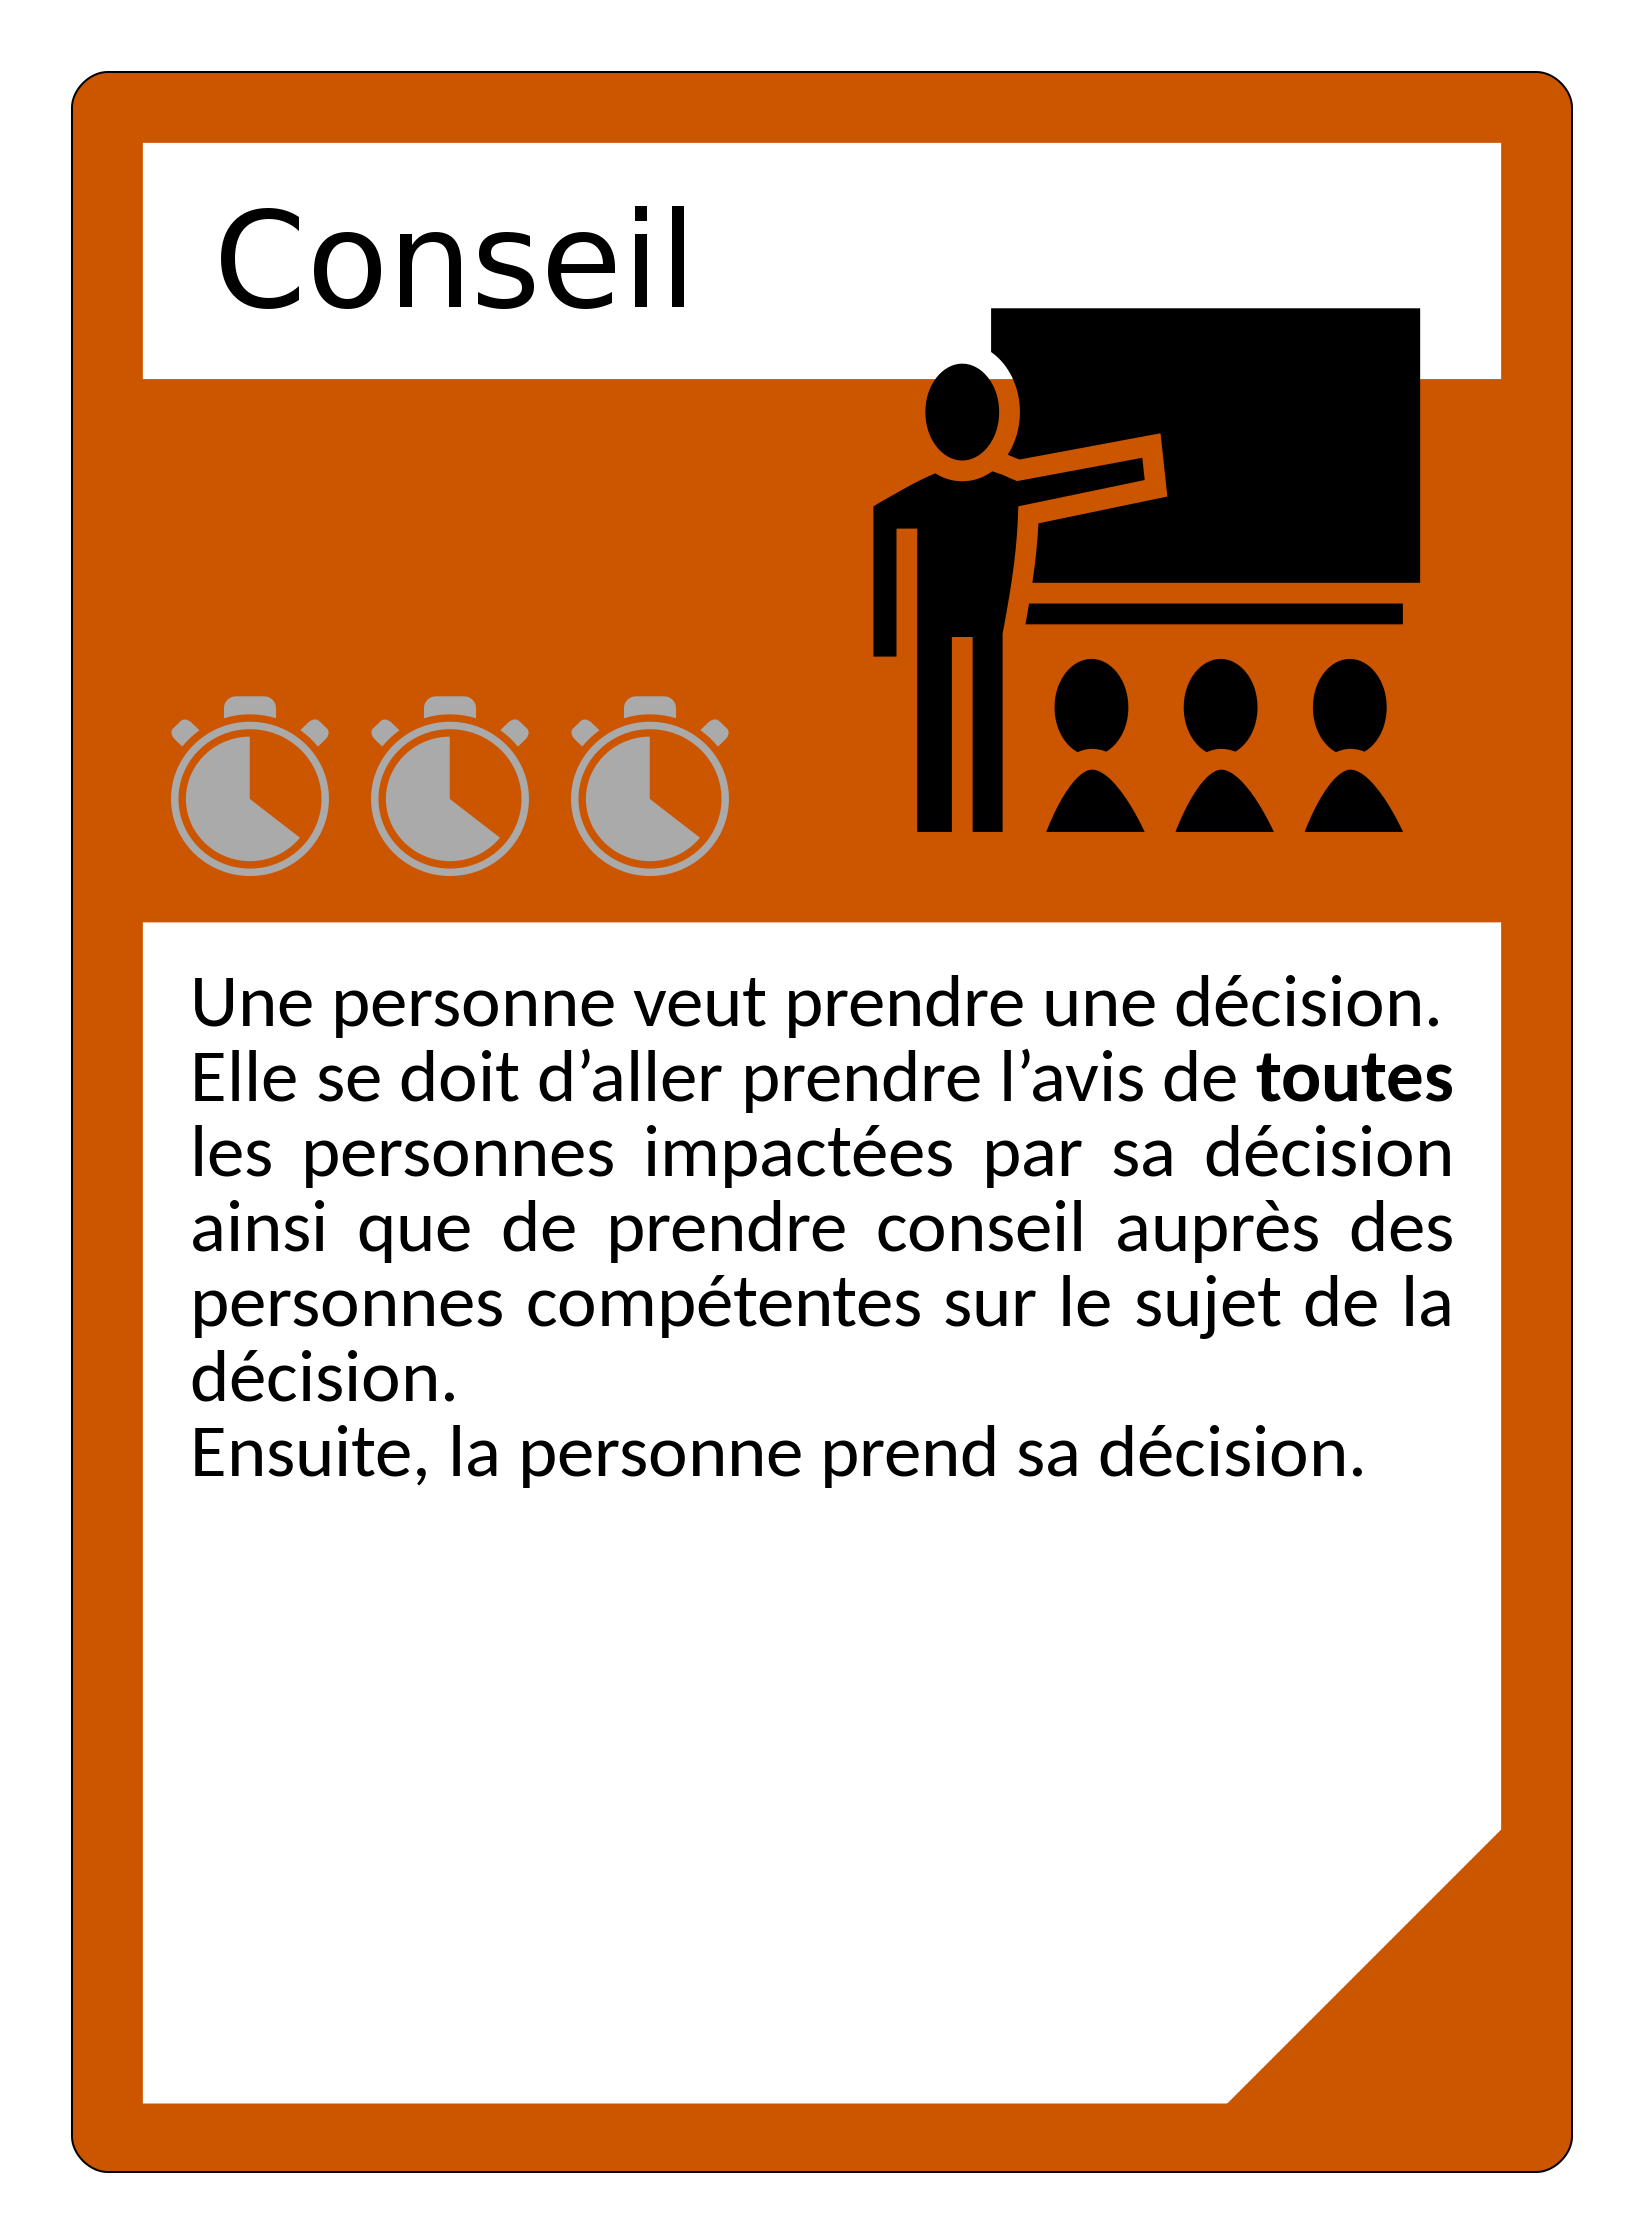 Conseil
Une personne veut prendre une décision.
Elle se doit d’aller prendre l’avis de toutes
les personnes impactées par sa décision
ainsi que de prendre conseil auprès des
personnes compétentes sur le sujet de la
décision.
Ensuite, la personne prend sa décision.